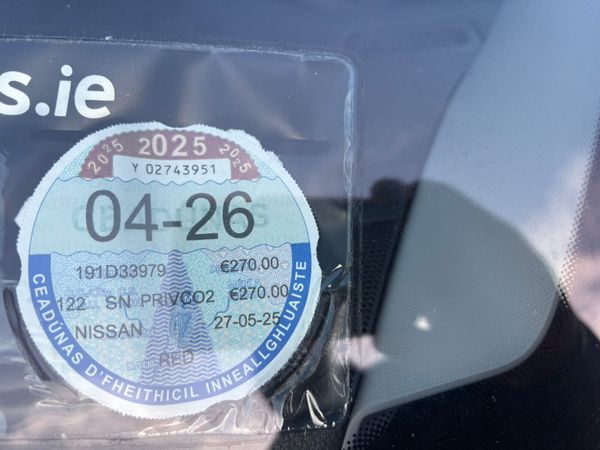 s.ie
2025 2025 2025
Y 02743951
04-26
191D33979 €270.00
122 SN PRIVCO2 €270.00
NISSAN 27-05-25
RED
CEADÚNAS D'FHEITHICIL INNEALLGHLUAISTE